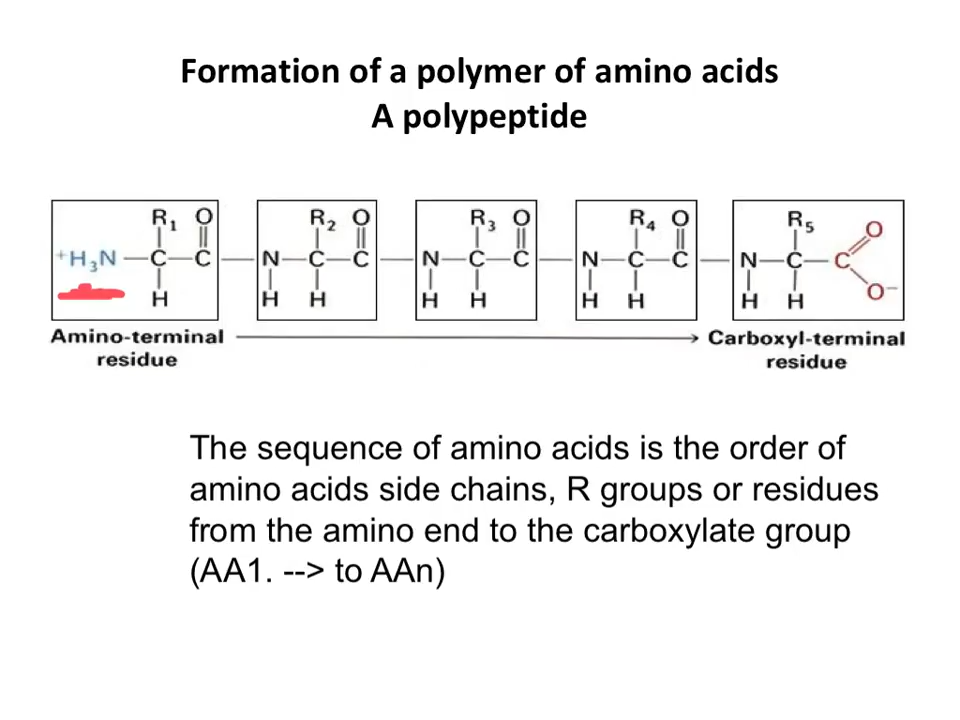 Formation of a polymer of amino acids
A polypeptide
R1 O R2 O R3 O R4 O R5 O
+H3N C C N C C N C C N C C N C C
H H H H H H H H H O−
Amino-terminal residue
Carboxyl-terminal residue
The sequence of amino acids is the order of
amino acids side chains, R groups or residues
from the amino end to the carboxylate group
(AA1. --> to AAn)